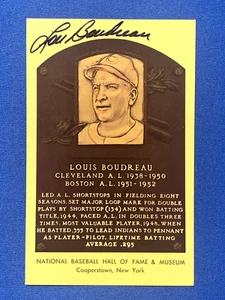 Lou Boudreau
LOUIS BOUDREAU
CLEVELAND A.L. 1938-1950
BOSTON A.L. 1951-1952
LED A.L. SHORTSTOPS IN FIELDING EIGHT
SEASONS. SET MAJOR LOOP MARK FOR DOUBLE
PLAYS BY SHORTSTOP (134) AND WON BATTING
TITLE, 1944. PACED A.L. IN DOUBLES THREE
TIMES. MOST VALUABLE PLAYER, 1948, WHEN
HE BATTED .355 TO LEAD INDIANS TO PENNANT
AS PLAYER-PILOT. LIFETIME BATTING
AVERAGE .295
NATIONAL BASEBALL HALL OF FAME & MUSEUM
Cooperstown, New York